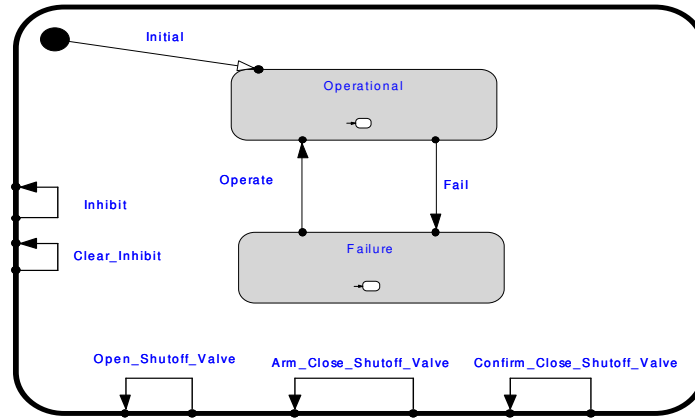 Initial
Operational
Operate
Fail
Inhibit
Failure
Clear_Inhibit
Open_Shutoff_Valve
Arm_Close_Shutoff_Valve
Confirm_Close_Shutoff_Valve